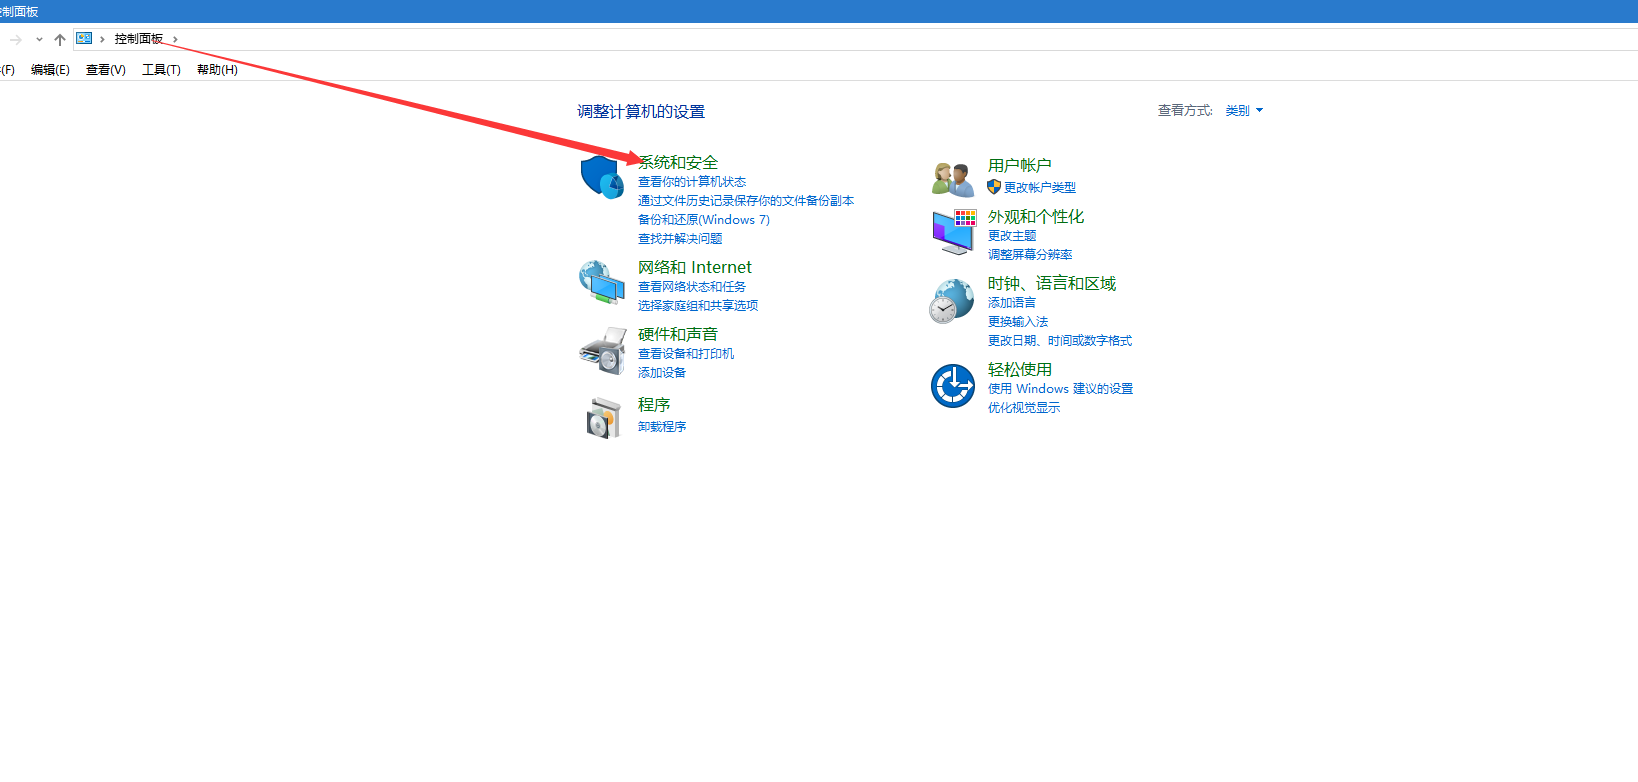 控制面板
控制面板
(F) 编辑(E) 查看(V) 工具(T) 帮助(H)
调整计算机的设置
查看方式: 类别
系统和安全
查看你的计算机状态
通过文件历史记录保存你的文件备份副本
备份和还原(Windows 7)
查找并解决问题
网络和 Internet
查看网络状态和任务
选择家庭组和共享选项
硬件和声音
查看设备和打印机
添加设备
程序
卸载程序
用户帐户
更改帐户类型
外观和个性化
更改主题
调整屏幕分辨率
时钟、语言和区域
添加语言
更换输入法
更改日期、时间或数字格式
轻松使用
使用 Windows 建议的设置
优化视觉显示